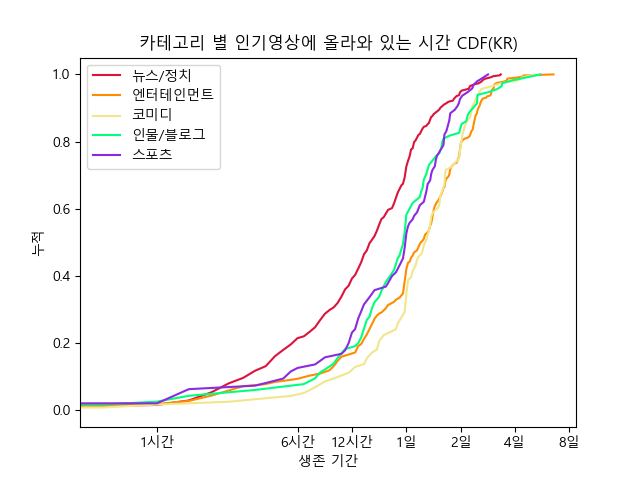 카테고리 별 인기영상에 올라와 있는 시간 CDF(KR)
뉴스/정치
엔터테인먼트
코미디
인물/블로그
스포츠
1.0
0.8
0.6
0.4
0.2
0.0
누적
1시간 6시간 12시간 1일 2일 4일 8일
생존 기간